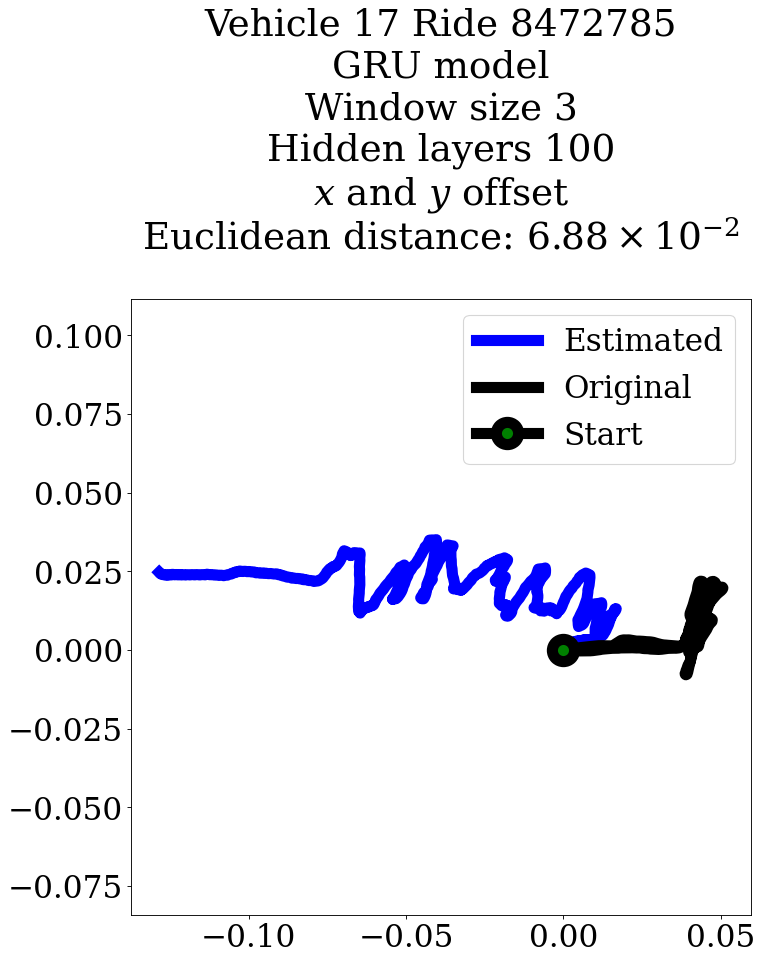 Vehicle 17 Ride 8472785
GRU model
Window size 3
Hidden layers 100
x and y offset
Euclidean distance: 6.88 × 10⁻²
Estimated
Original
Start
0.100
0.075
0.050
0.025
0.000
−0.025
−0.050
−0.075
−0.10 −0.05 0.00 0.05